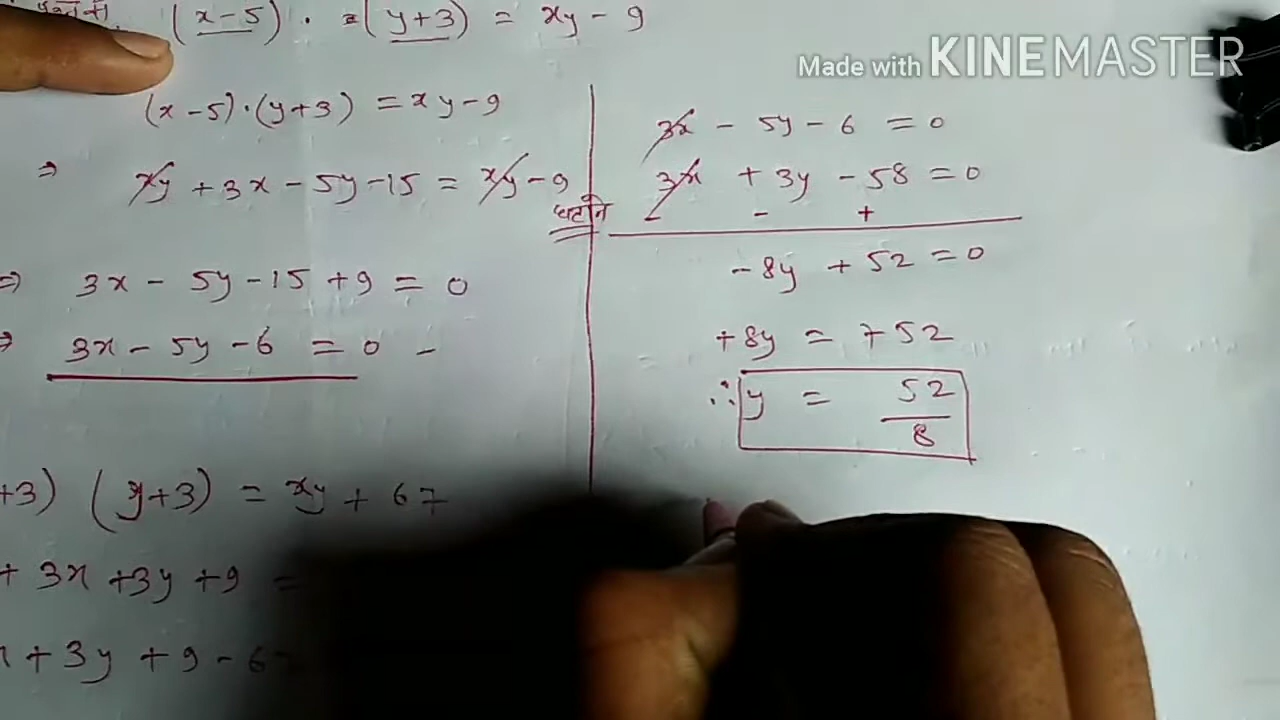 (x-5) . (y+3) = xy - 9
Made with KINEMASTER
(x-5)·(y+3) = xy-9
⇒ xy + 3x - 5y - 15 = xy - 9
⇒ 3x - 5y - 15 + 9 = 0
⇒ 3x - 5y - 6 = 0 -
+3) (y+3) = xy + 67
+ 3x + 3y + 9 =
x + 3y + 9 - 67
3x - 5y - 6 = 0
3x + 3y - 58 = 0
घटाने - - +
-8y + 52 = 0
+8y = +52
∴ y = 52/8